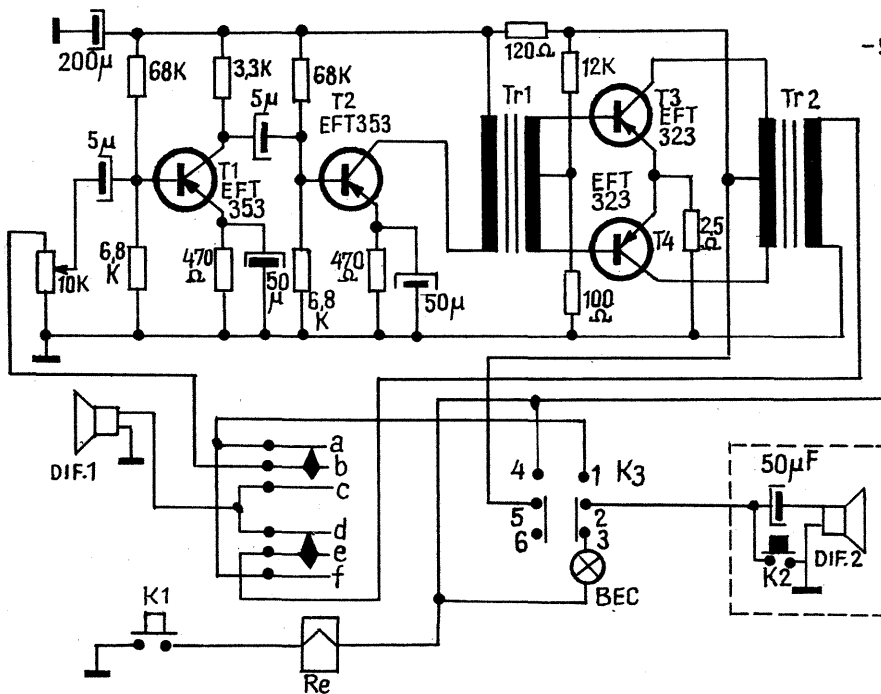 200µ
68K
3,3K
68K
120Ω
12K
-9
5µ
5µ
T2
EFT353
Tr1
T3
EFT
323
Tr2
T1
EFT
353
EFT
323
T4
10K
6,8
K
470
Ω
50
µ
6,8
K
470
Ω
50µ
100
Ω
2,5
Ω
DIF.1
a
b
c
d
e
f
4
1
K3
5
2
6
3
BEC
50µF
K2
DIF.2
K1
Re